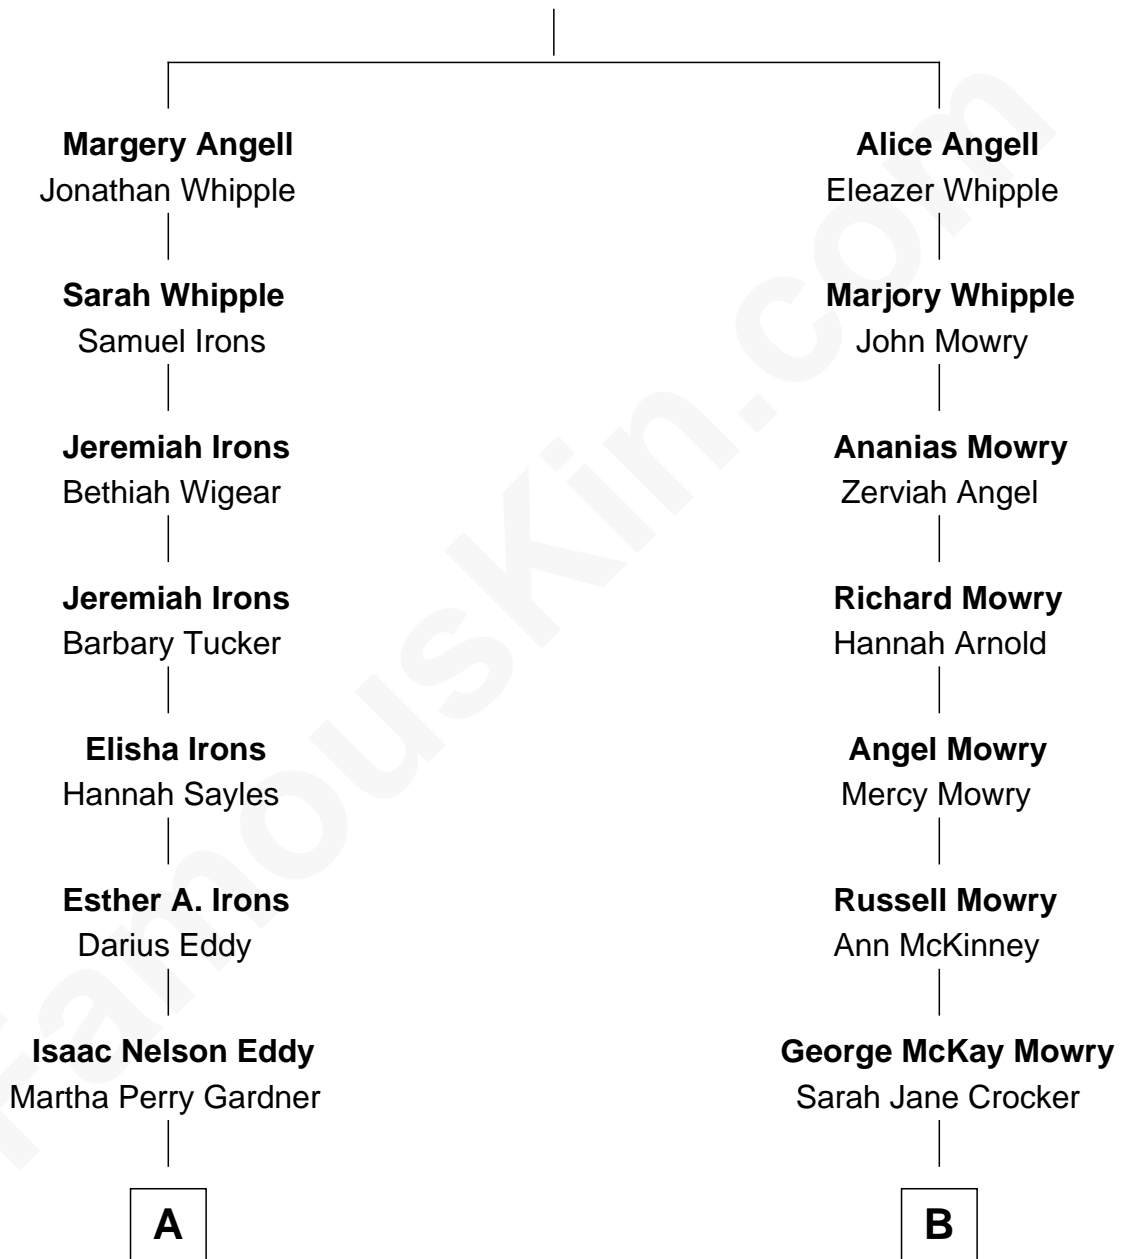 Margery Angell
Jonathan Whipple
Alice Angell
Eleazer Whipple
Sarah Whipple
Samuel Irons
Marjory Whipple
John Mowry
Jeremiah Irons
Bethiah Wigear
Ananias Mowry
Zerviah Angel
Jeremiah Irons
Barbary Tucker
Richard Mowry
Hannah Arnold
Elisha Irons
Hannah Sayles
Angel Mowry
Mercy Mowry
Esther A. Irons
Darius Eddy
Russell Mowry
Ann McKinney
Isaac Nelson Eddy
Martha Perry Gardner
George McKay Mowry
Sarah Jane Crocker
A
B
FamousKin.com